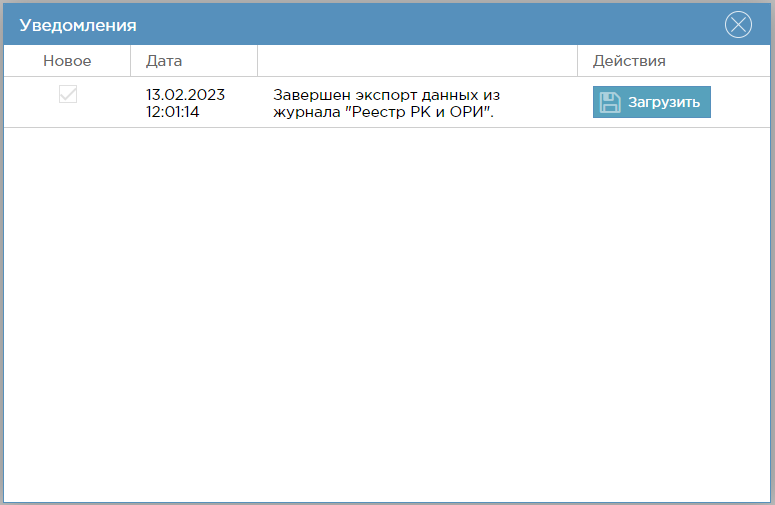 Уведомления
Новое
Дата
Действия
13.02.2023
12:01:14
Завершен экспорт данных из
журнала "Реестр РК и ОРИ".
Загрузить